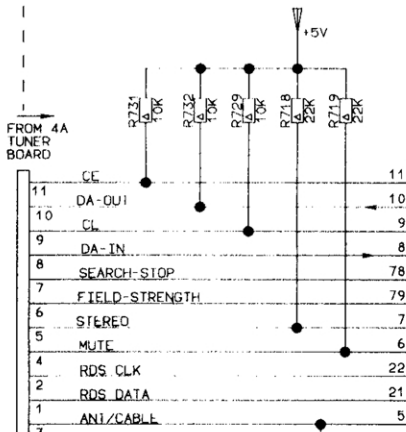 +5V
R731
10K
R732
10K
R729
10K
R718
22K
R719
22K
FROM 4A
TUNER
BOARD
CE
11
11
DA-OUT
10
10
CL
9
9
DA-IN
8
8
SEARCH-STOP
78
7
FIELD-STRENGTH
79
6
STEREO
7
5
MUTE
6
4
RDS CLK
22
2
RDS DATA
21
1
ANT/CABLE
5